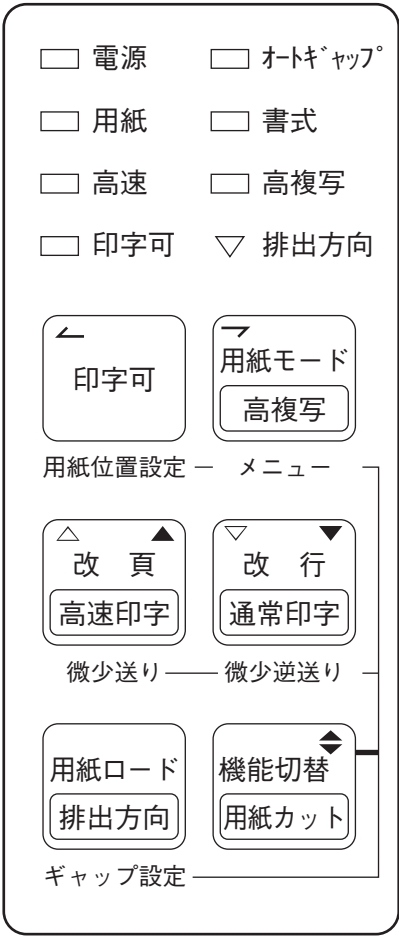 電源 オートギャップ
用紙 書式
高速 高複写
印字可 排出方向
印字可
用紙モード
高複写
用紙位置設定 メニュー
改 頁 改 行
高速印字 通常印字
微少送り 微少逆送り
用紙ロード 機能切替
排出方向 用紙カット
ギャップ設定